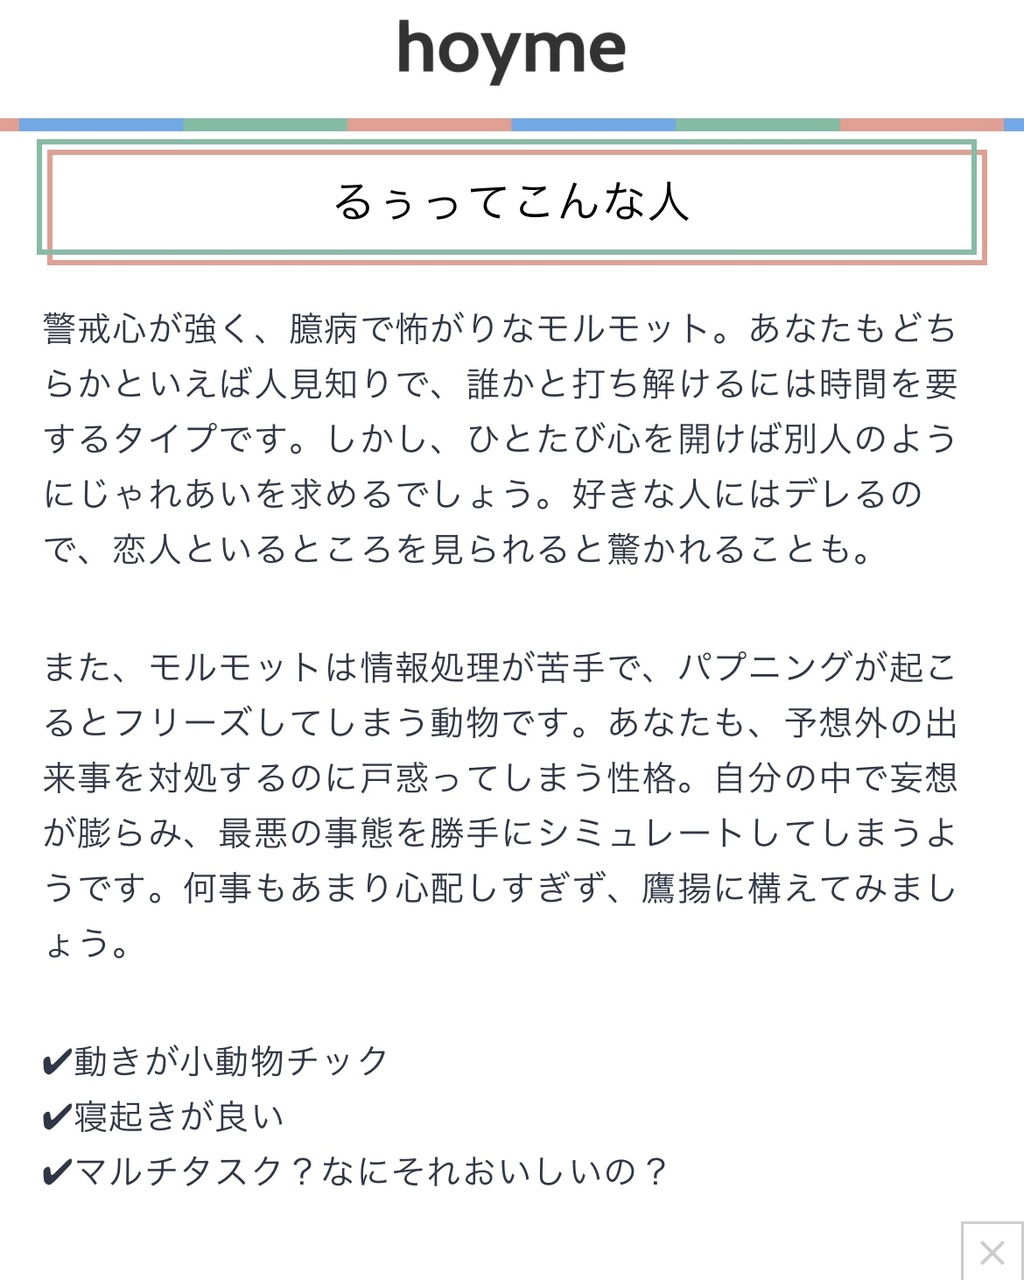 hoyme
るぅってこんな人
警戒心が強く、臆病で怖がりなモルモット。あなたもどち
らかといえば人見知りで、誰かと打ち解けるには時間を要
するタイプです。しかし、ひとたび心を開けば別人のよう
にじゃれあいを求めるでしょう。好きな人にはデレるの
で、恋人といるところを見られると驚かれることも。
また、モルモットは情報処理が苦手で、パプニングが起こ
るとフリーズしてしまう動物です。あなたも、予想外の出
来事を対処するのに戸惑ってしまう性格。自分の中で妄想
が膨らみ、最悪の事態を勝手にシミュレートしてしまうよ
うです。何事もあまり心配しすぎず、鷹揚に構えてみまし
ょう。
✔動きが小動物チック
✔寝起きが良い
✔マルチタスク？なにそれおいしいの？